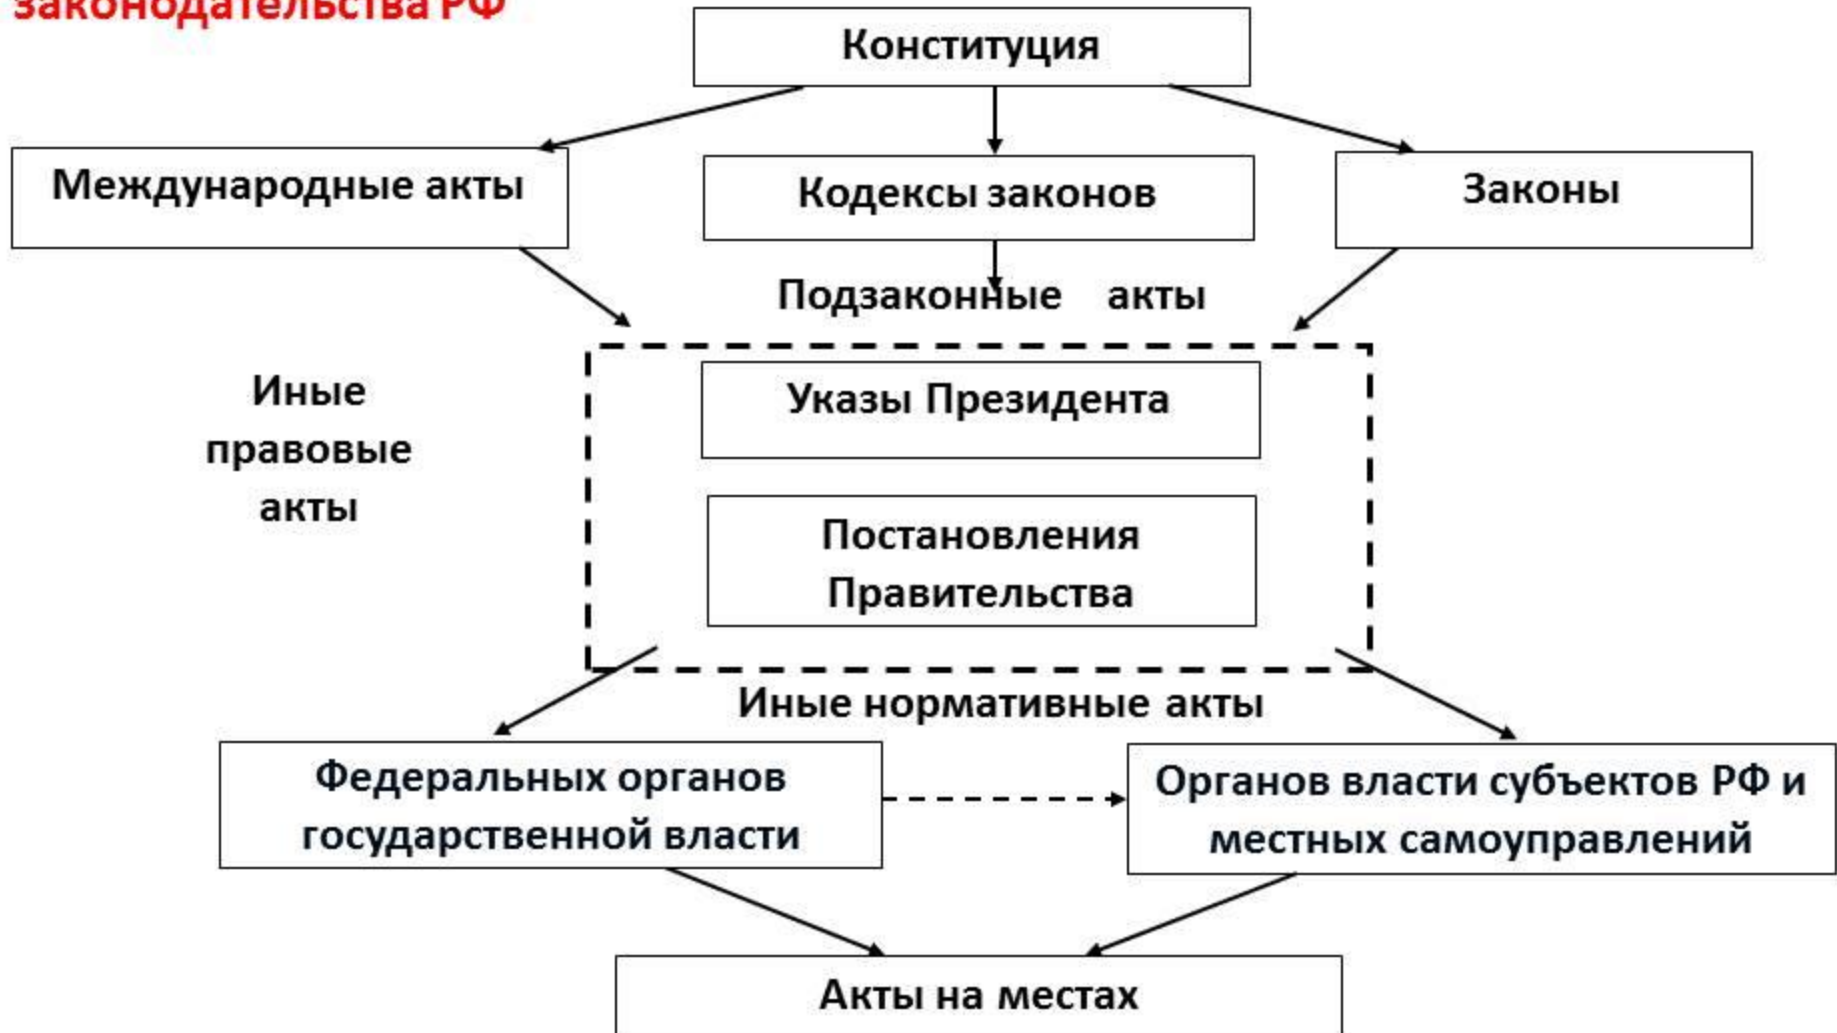 законодательства РФ
Конституция
Международные акты
Кодексы законов
Законы
Подзаконные акты
Иные
правовые
акты
Указы Президента
Постановления
Правительства
Иные нормативные акты
Федеральных органов
государственной власти
Органов власти субъектов РФ и
местных самоуправлений
Акты на местах